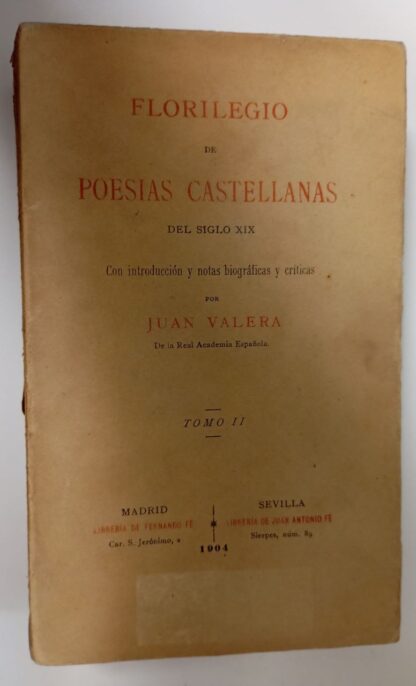 FLORILEGIO
DE
POESIAS CASTELLANAS
DEL SIGLO XIX
Con introducción y notas biográficas y críticas
POR
JUAN VALERA
De la Real Academia Española.
TOMO II
MADRID
LIBRERÍA DE FERNANDO FÉ
Car. S. Jerónimo, 2
SEVILLA
LIBRERÍA DE JUAN ANTONIO FÉ
Sierpes, núm. 89
1904